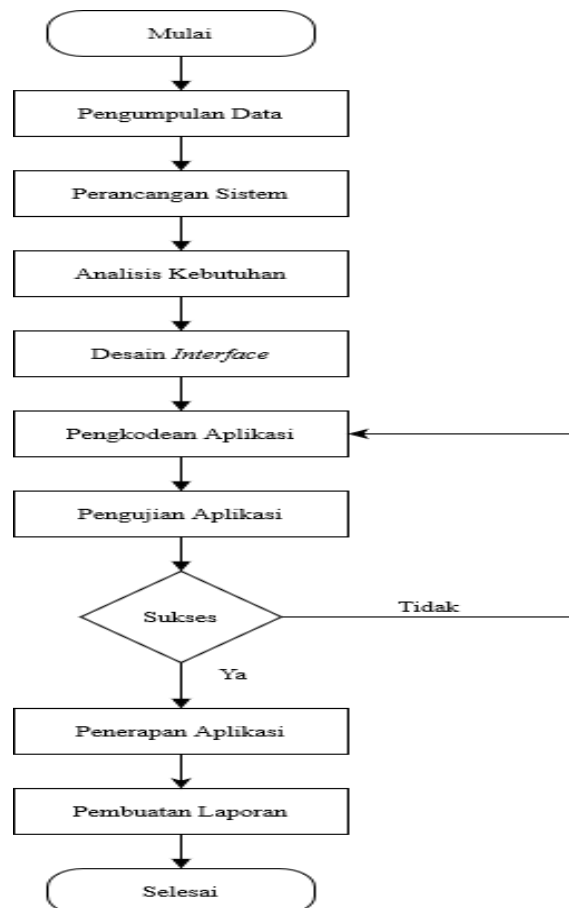 Mulai
Pengumpulan Data
Perancangan Sistem
Analisis Kebutuhan
Desain Interface
Pengkodean Aplikasi
Pengujian Aplikasi
Sukses
Tidak
Ya
Penerapan Aplikasi
Pembuatan Laporan
Selesai